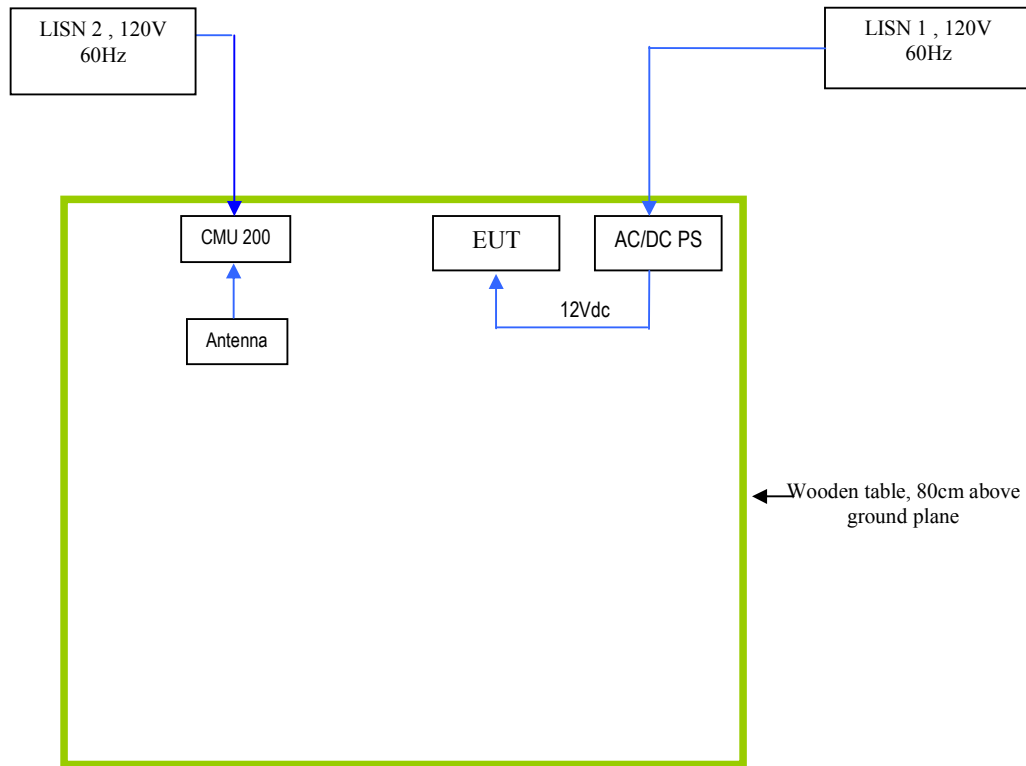 LISN 2 , 120V
60Hz
LISN 1 , 120V
60Hz
CMU 200
EUT
AC/DC PS
12Vdc
Antenna
Wooden table, 80cm above
ground plane